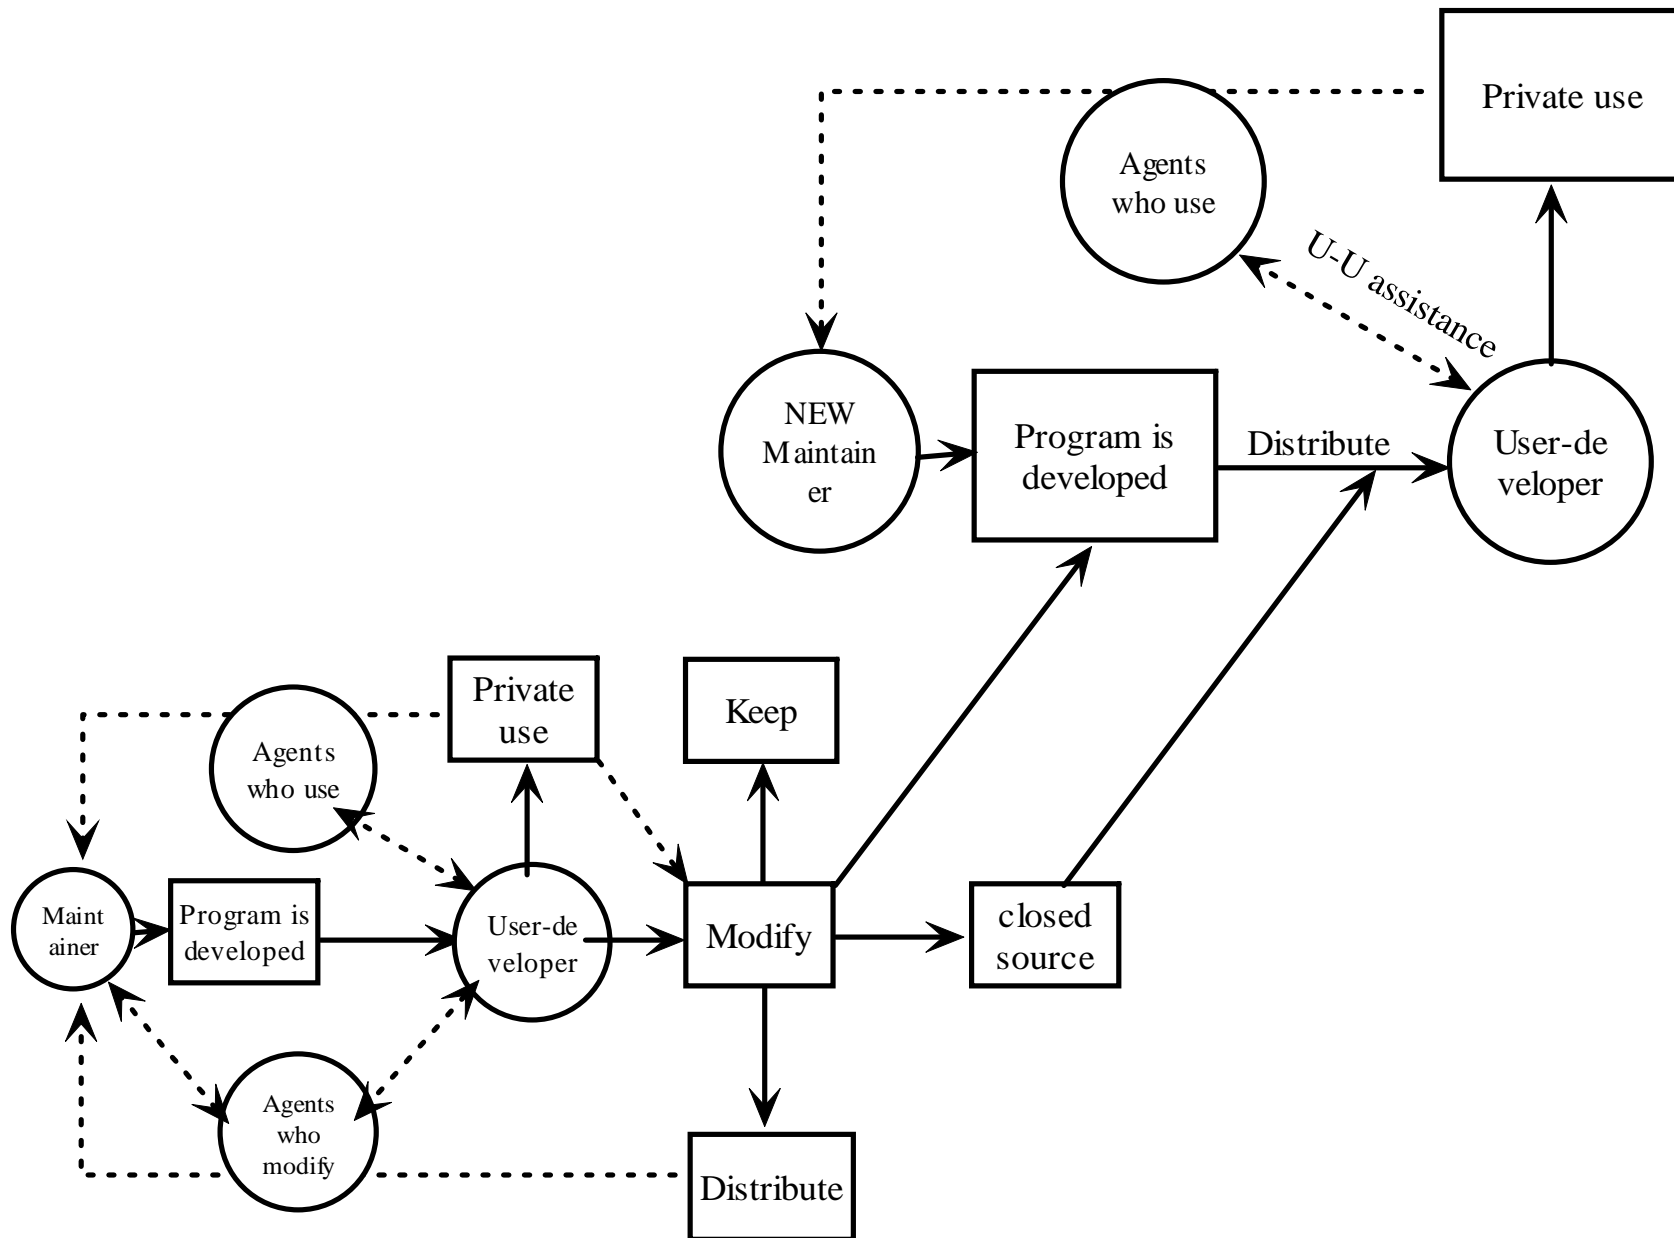 Private use
Agents
who use
U-U assistance
NEW
Maintain
er
Program is
developed
Distribute
User-de
veloper
Private
use
Keep
Agents
who use
Maint
ainer
Program is
developed
User-de
veloper
Modify
closed
source
Agents
who
modify
Distribute